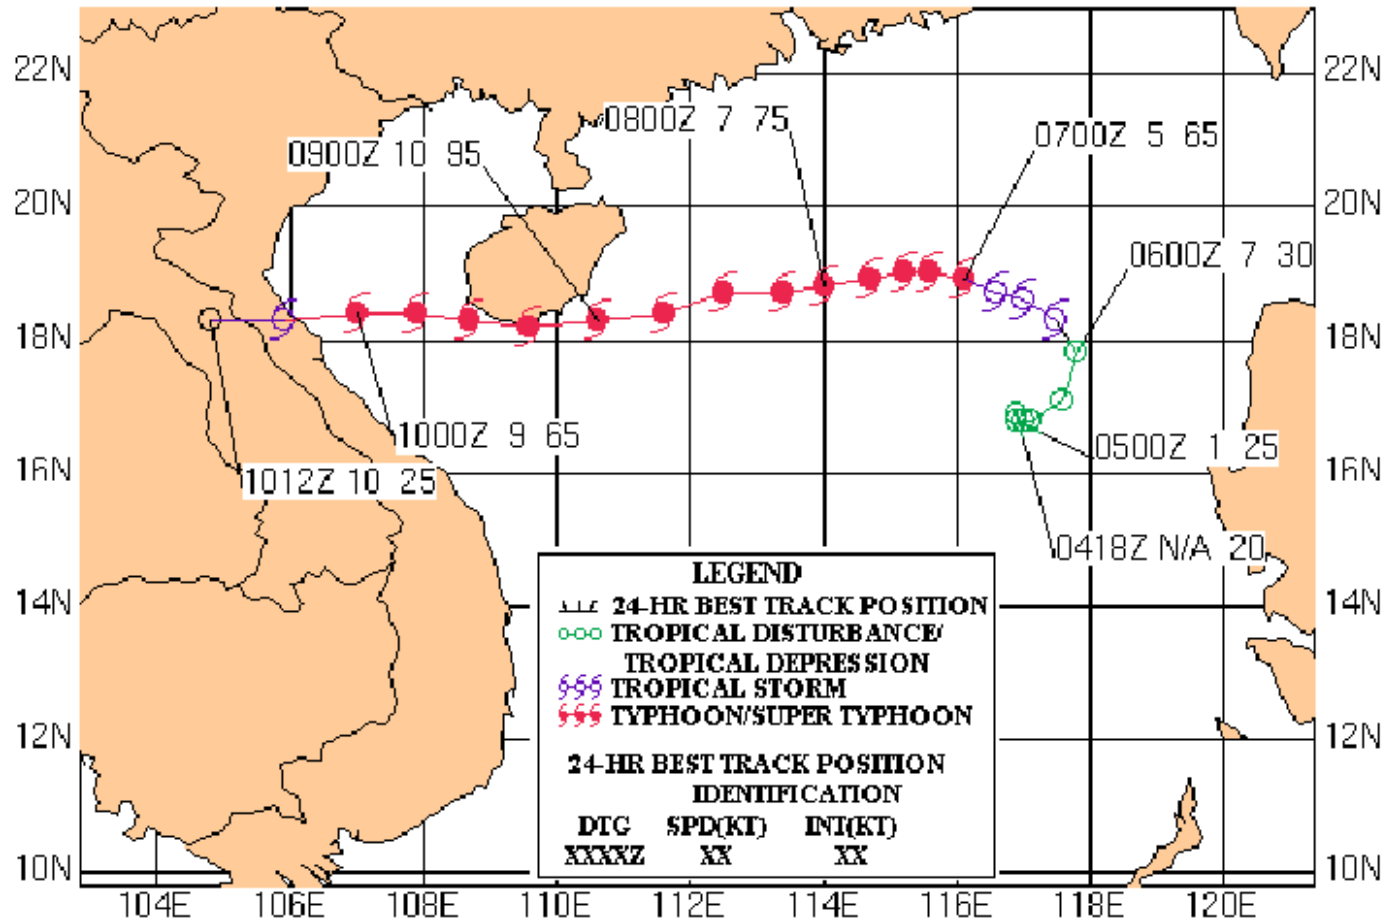 22N 22N
0800Z 7 75
0700Z 5 65
0900Z 10 95
20N 20N
0600Z 7 30
18N 18N
1000Z 9 65
0500Z 1 25
16N 16N
1012Z 10 25
0418Z N/A 20
LEGEND
24-HR BEST TRACK POSITION
TROPICAL DISTURBANCE/
TROPICAL DEPRESSION
TROPICAL STORM
TYPHOON/SUPER TYPHOON
24-HR BEST TRACK POSITION
IDENTIFICATION
DTG SPD(KT) INT(KT)
XXXXZ XX XX
14N 14N
12N 12N
10N 10N
104E 106E 108E 110E 112E 114E 116E 118E 120E